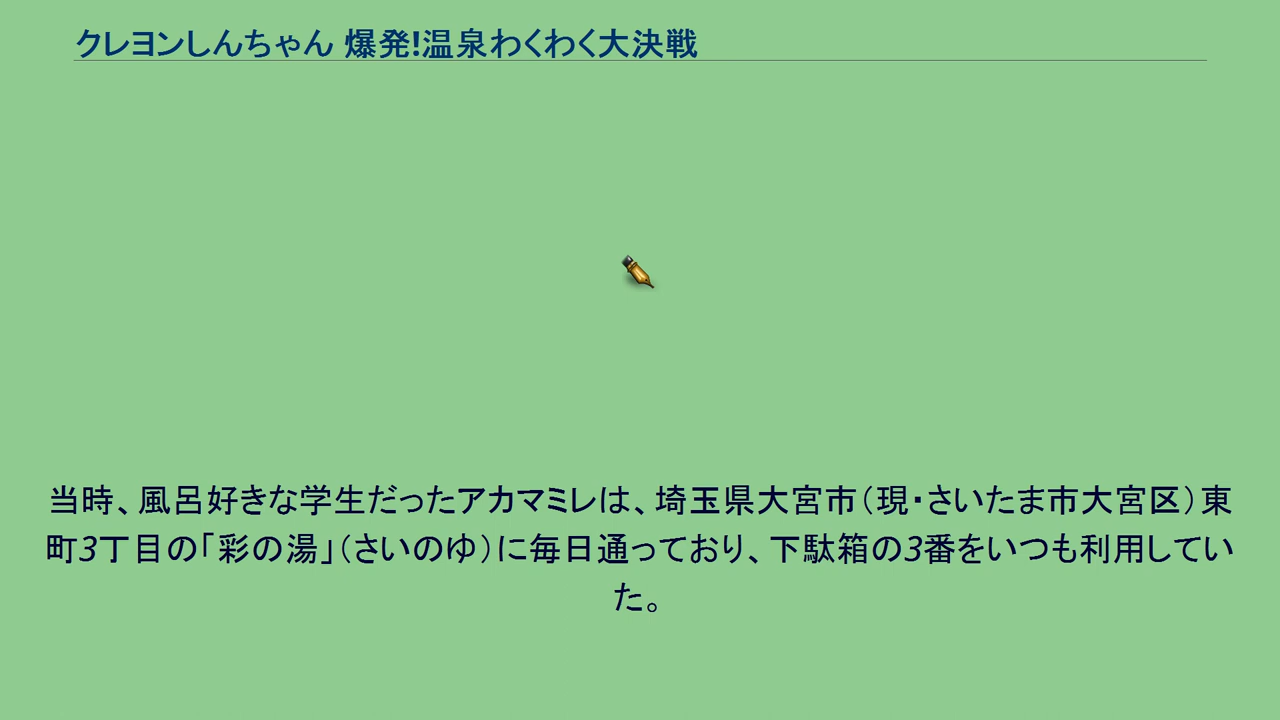 クレヨンしんちゃん 爆発!温泉わくわく大決戦
当時、風呂好きな学生だったアカマミレは、埼玉県大宮市（現・さいたま市大宮区）東
町3丁目の「彩の湯」（さいのゆ）に毎日通っており、下駄箱の3番をいつも利用してい
た。